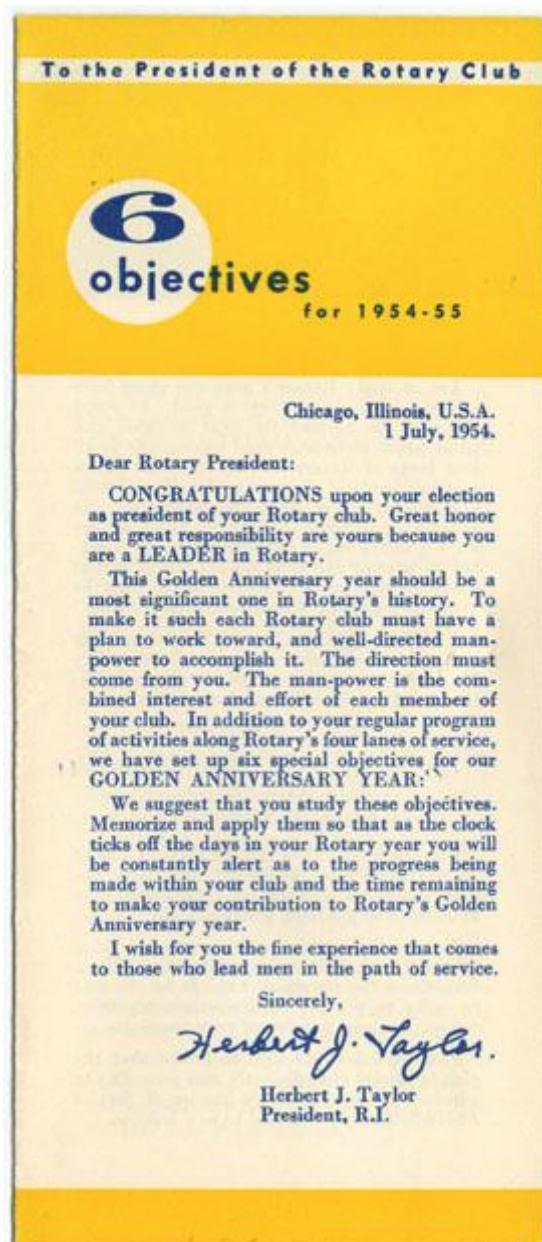 To the President of the Rotary Club
6
objectives
for 1954-55
Chicago, Illinois, U.S.A.
1 July, 1954.
Dear Rotary President:
CONGRATULATIONS upon your election
as president of your Rotary club. Great honor
and great responsibility are yours because you
are a LEADER in Rotary.
This Golden Anniversary year should be a
most significant one in Rotary's history. To
make it such each Rotary club must have a
plan to work toward, and well-directed man-
power to accomplish it. The direction must
come from you. The man-power is the com-
bined interest and effort of each member of
your club. In addition to your regular program
of activities along Rotary's four lanes of service,
we have set up six special objectives for our
GOLDEN ANNIVERSARY YEAR:
We suggest that you study these objectives.
Memorize and apply them so that as the clock
ticks off the days in your Rotary year you will
be constantly alert as to the progress being
made within your club and the time remaining
to make your contribution to Rotary's Golden
Anniversary year.
I wish for you the fine experience that comes
to those who lead men in the path of service.
Sincerely,
Herbert J. Taylor.
Herbert J. Taylor
President, R.I.